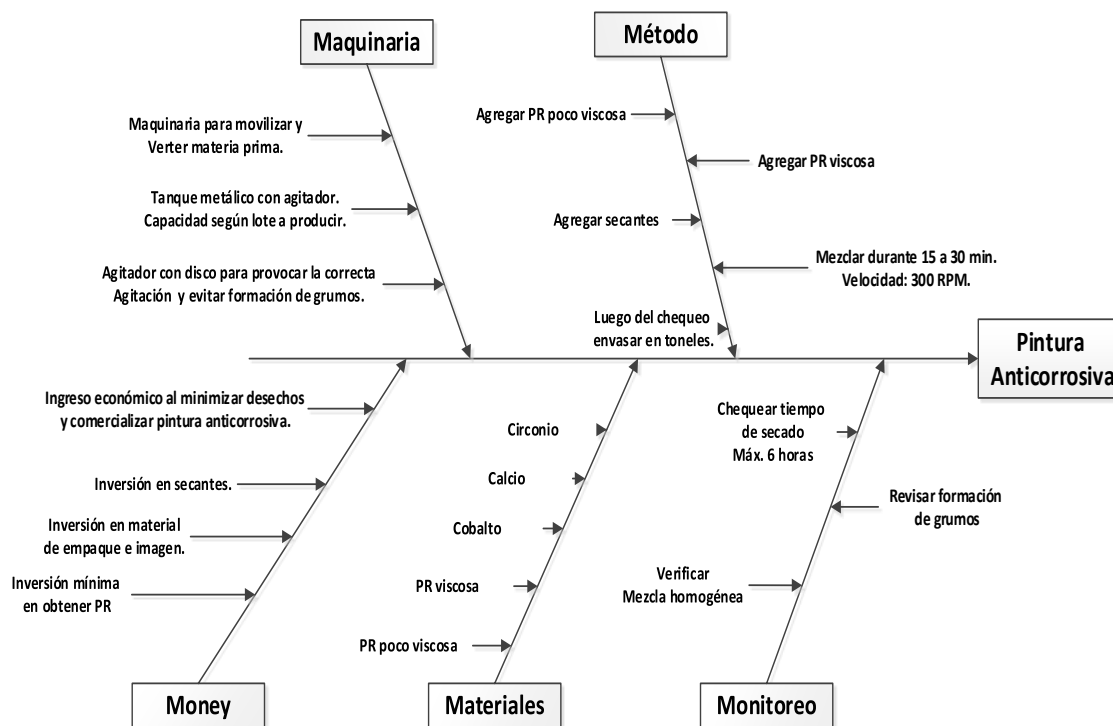 Maquinaria
Método
Maquinaria para movilizar y
Verter materia prima.
Tanque metálico con agitador.
Capacidad según lote a producir.
Agitador con disco para provocar la correcta
Agitación y evitar formación de grumos.
Agregar PR poco viscosa
Agregar PR viscosa
Agregar secantes
Mezclar durante 15 a 30 min.
Velocidad: 300 RPM.
Luego del chequeo
envasar en toneles.
Pintura
Anticorrosiva
Ingreso económico al minimizar desechos
y comercializar pintura anticorrosiva.
Inversión en secantes.
Inversión en material
de empaque e imagen.
Inversión mínima
en obtener PR
Circonio
Calcio
Cobalto
PR viscosa
PR poco viscosa
Chequear tiempo
de secado
Máx. 6 horas
Revisar formación
de grumos
Verificar
Mezcla homogénea
Money
Materiales
Monitoreo